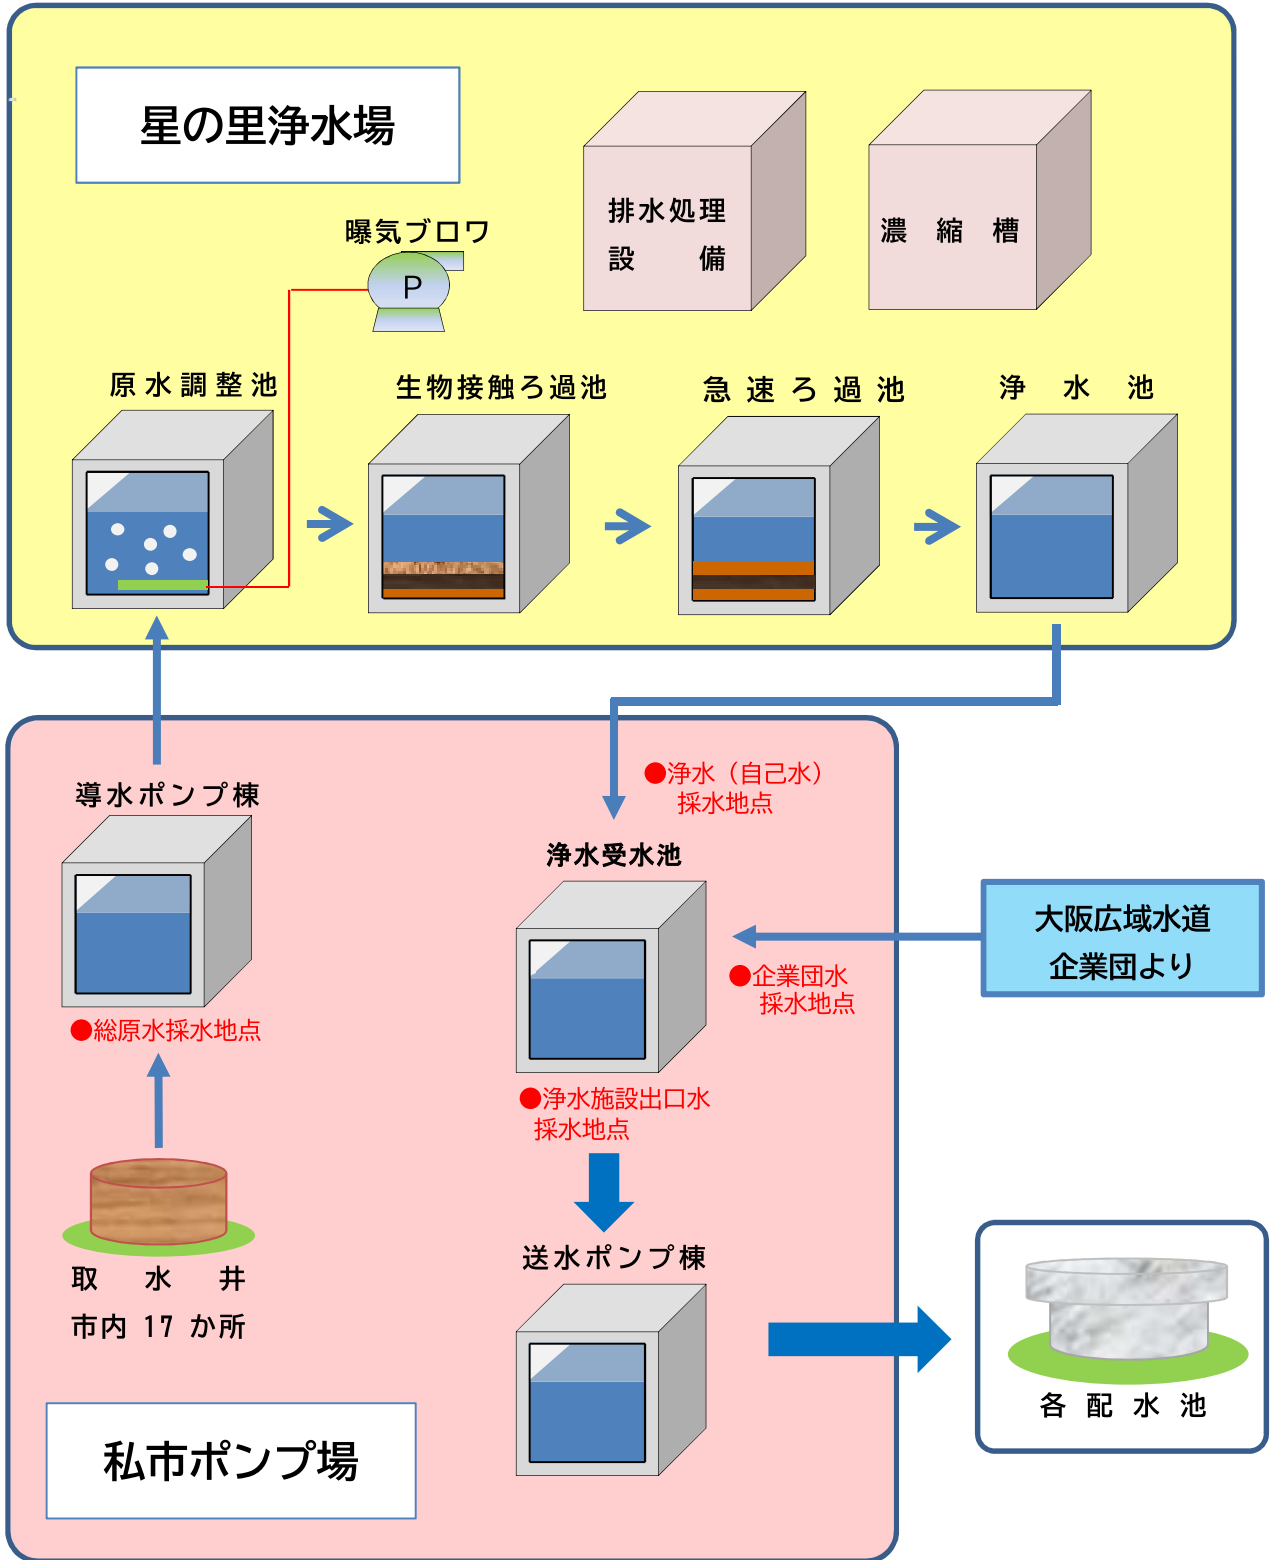 星の里浄水場
排水処理
設備
濃縮槽
曝気ブロワ
P
原水調整池
生物接触ろ過池
急速ろ過池
浄水池
導水ポンプ棟
●浄水（自己水）
採水地点
浄水受水池
大阪広域水道
企業団より
●企業団水
採水地点
●総原水採水地点
●浄水施設出口水
採水地点
取水井
市内 17 か所
送水ポンプ棟
各配水池
私市ポンプ場